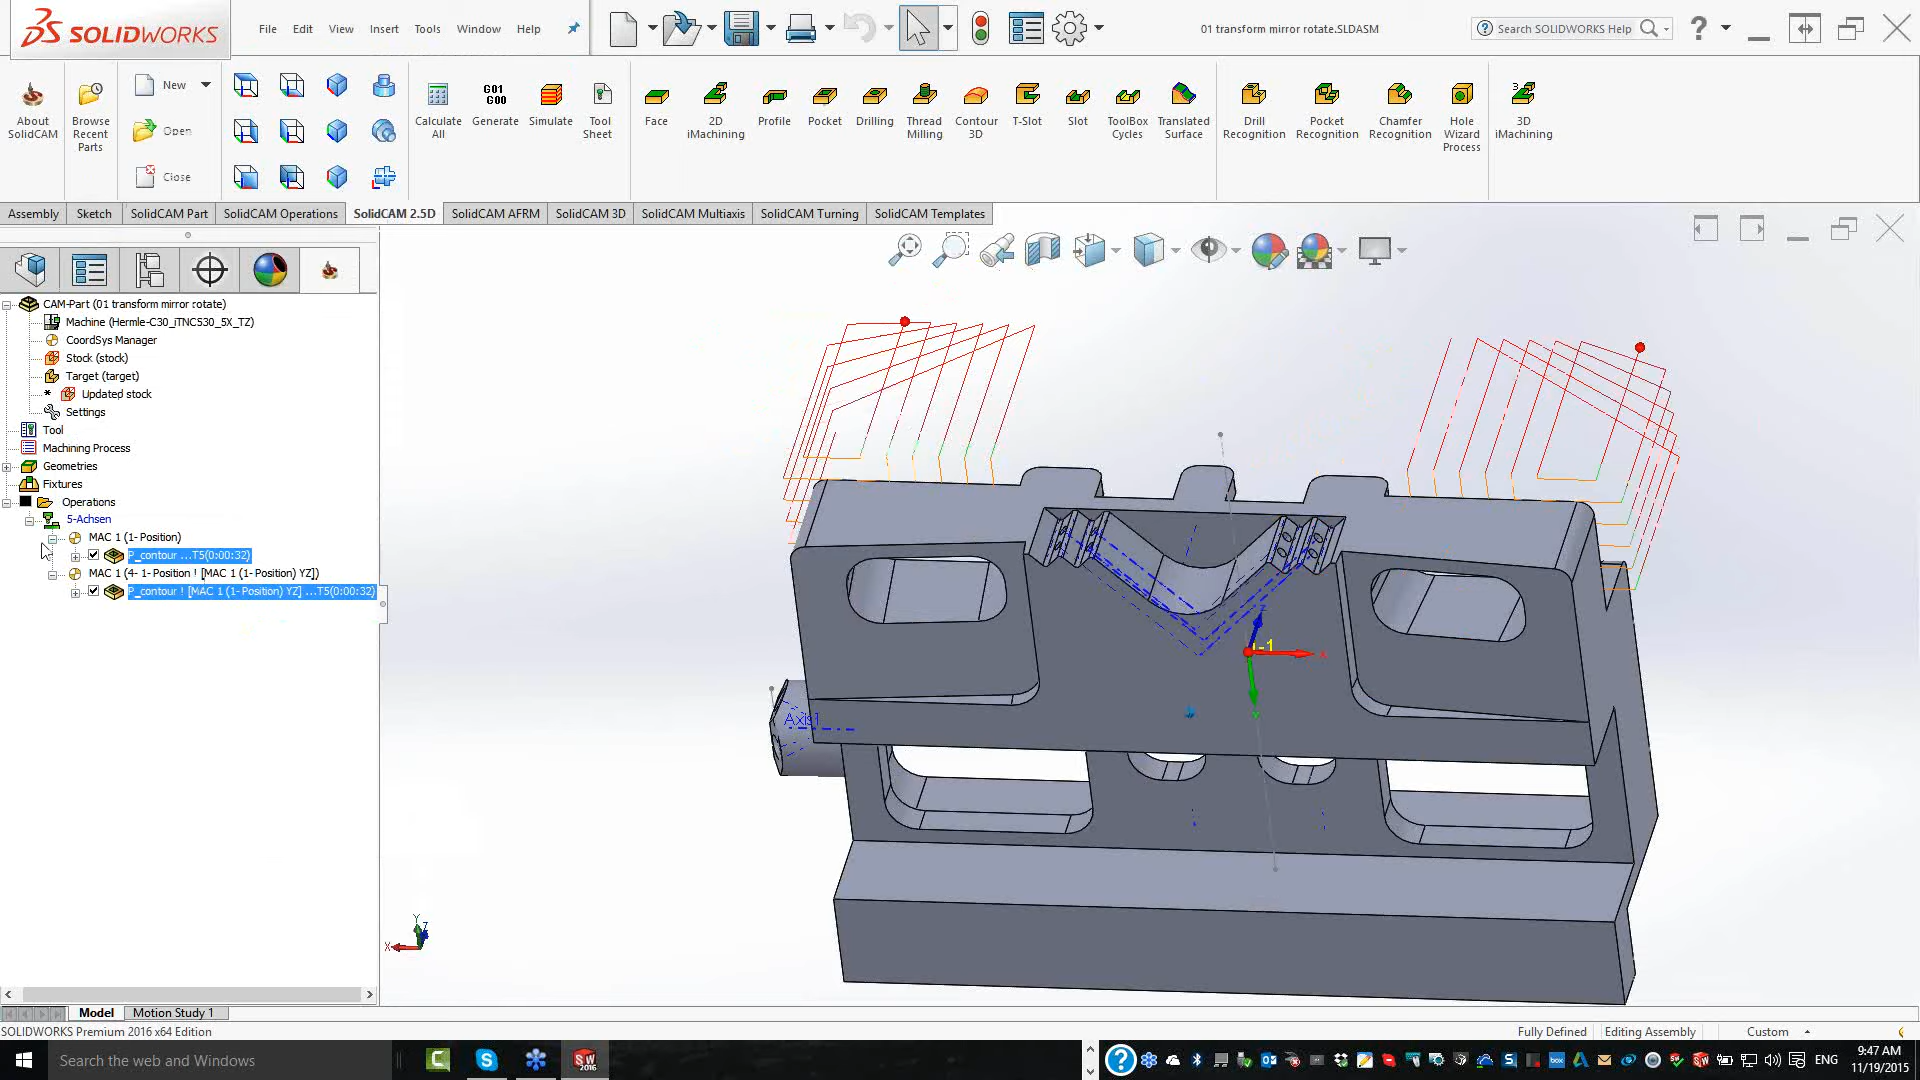 SOLIDWORKS File Edit View Insert Tools Window Help 01 transform mirror rotate.SLDASM Search SOLIDWORKS Help
About SolidCAM
Browse Recent Parts
New
Open
Close
Calculate All
G01 G00
Generate
Simulate
Tool Sheet
Face
2D iMachining
Profile
Pocket
Drilling
Thread Milling
Contour 3D
T-Slot
Slot
ToolBox Cycles
Translated Surface
Drill Recognition
Pocket Recognition
Chamfer Recognition
Hole Wizard Process
3D iMachining
Assembly Sketch SolidCAM Part SolidCAM Operations SolidCAM 2.5D SolidCAM AFRM SolidCAM 3D SolidCAM Multiaxis SolidCAM Turning SolidCAM Templates
CAM-Part (01 transform mirror rotate)
Machine (Hermle-C30_iTNC530_5X_TZ)
CoordSys Manager
Stock (stock)
Target (target)
* Updated stock
Settings
Tool
Machining Process
Geometries
Fixtures
Operations
5-Achsen
MAC 1 (1- Position)
P_contour ...T5(0:00:32)
MAC 1 (4- 1-Position ! [MAC 1 (1-Position) YZ])
P_contour ! [MAC 1 (1-Position) YZ] ...T5(0:00:32)
Z
-1
X
Y
Axis1
Y
Z
X
Model Motion Study 1
SOLIDWORKS Premium 2016 x64 Edition Fully Defined Editing Assembly Custom
Search the web and Windows
SW 2016
ENG
9:47 AM
11/19/2015